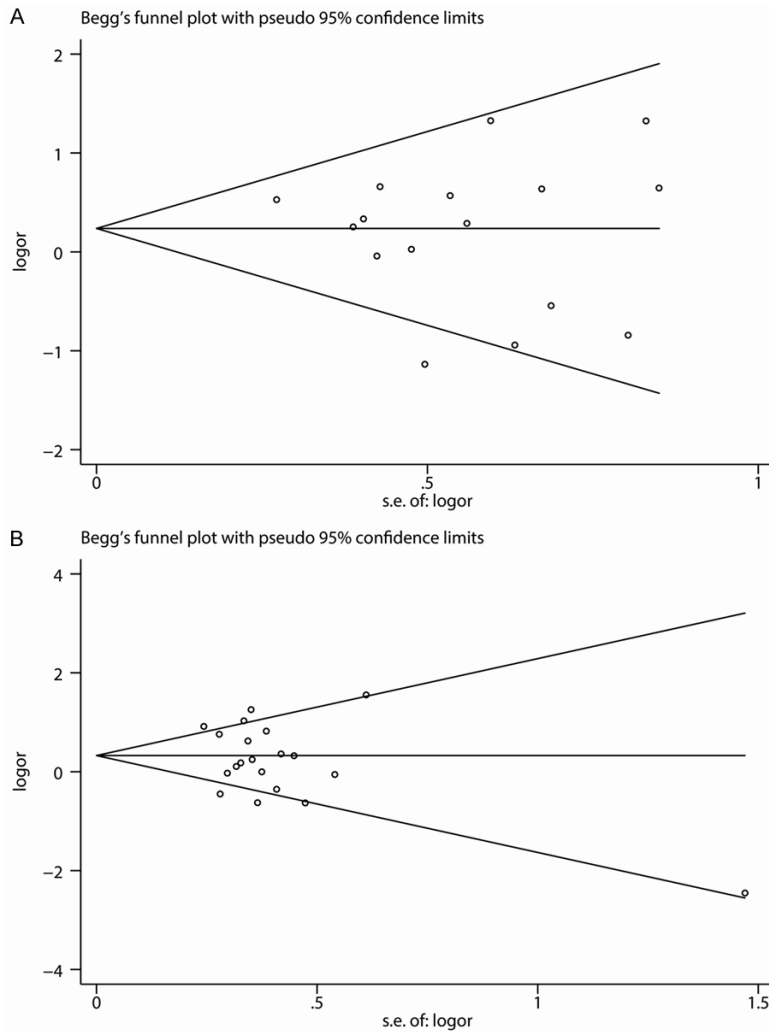 A
Begg's funnel plot with pseudo 95% confidence limits
2
1
0
−1
−2
logor
0
.5
1
s.e. of: logor
B
Begg's funnel plot with pseudo 95% confidence limits
4
2
0
−2
−4
logor
0
.5
1
1.5
s.e. of: logor